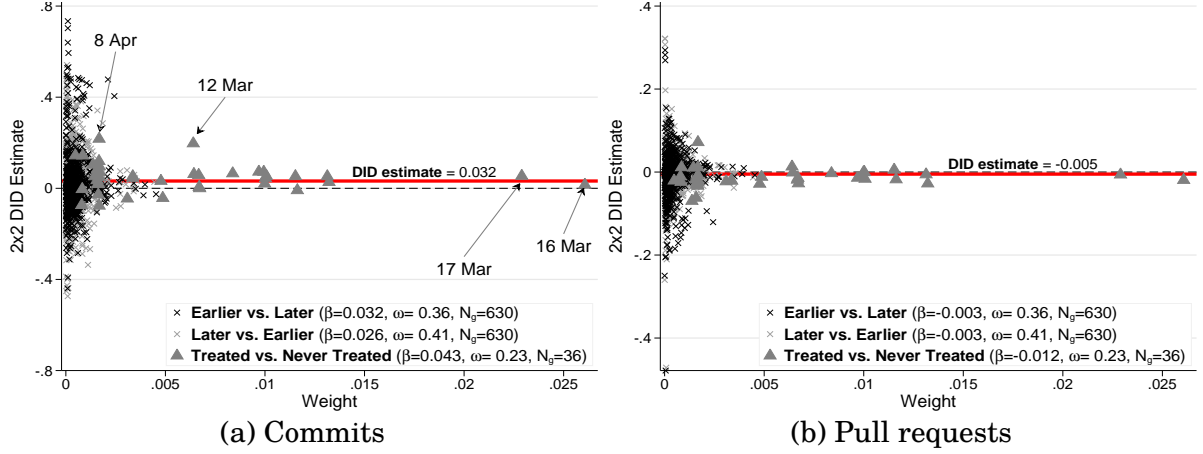 .8
.4
0
-.4
-.8
2x2 DID Estimate
8 Apr
12 Mar
DID estimate = 0.032
17 Mar
16 Mar
Earlier vs. Later (β=0.032, ω= 0.36, Ng=630)
Later vs. Earlier (β=0.026, ω= 0.41, Ng=630)
Treated vs. Never Treated (β=0.043, ω= 0.23, Ng=36)
0 .005 .01 .015 .02 .025
Weight
(a) Commits
.4
.2
0
-.2
-.4
2x2 DID Estimate
DID estimate = -0.005
Earlier vs. Later (β=-0.003, ω= 0.36, Ng=630)
Later vs. Earlier (β=-0.003, ω= 0.41, Ng=630)
Treated vs. Never Treated (β=-0.012, ω= 0.23, Ng=36)
0 .005 .01 .015 .02 .025
Weight
(b) Pull requests